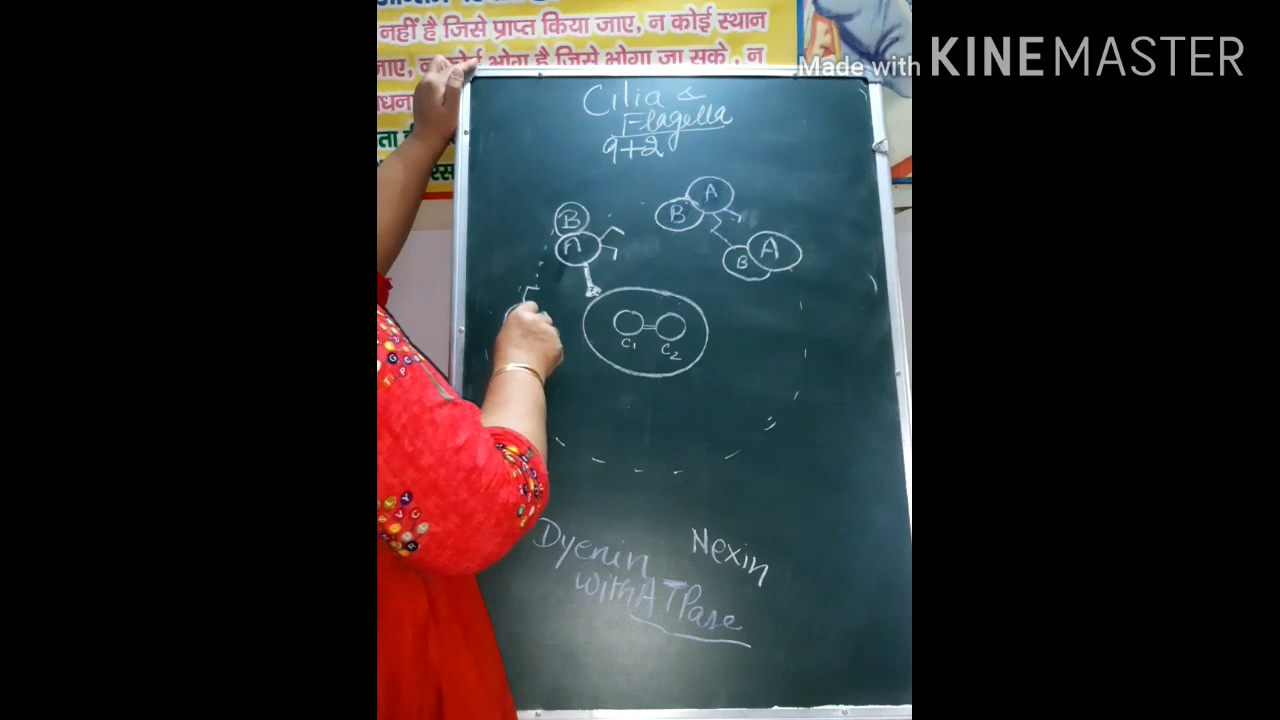 नहीं है जिसे प्राप्त किया जाए, न कोई स्थान
जाए, न कोई भोग है जिसे भोगा जा सके , न
Made with KINEMASTER
Cilia &
Flagella
9+2
B
A
A
B
A
B
C1
C2
Dyenin
with ATPase
Nexin